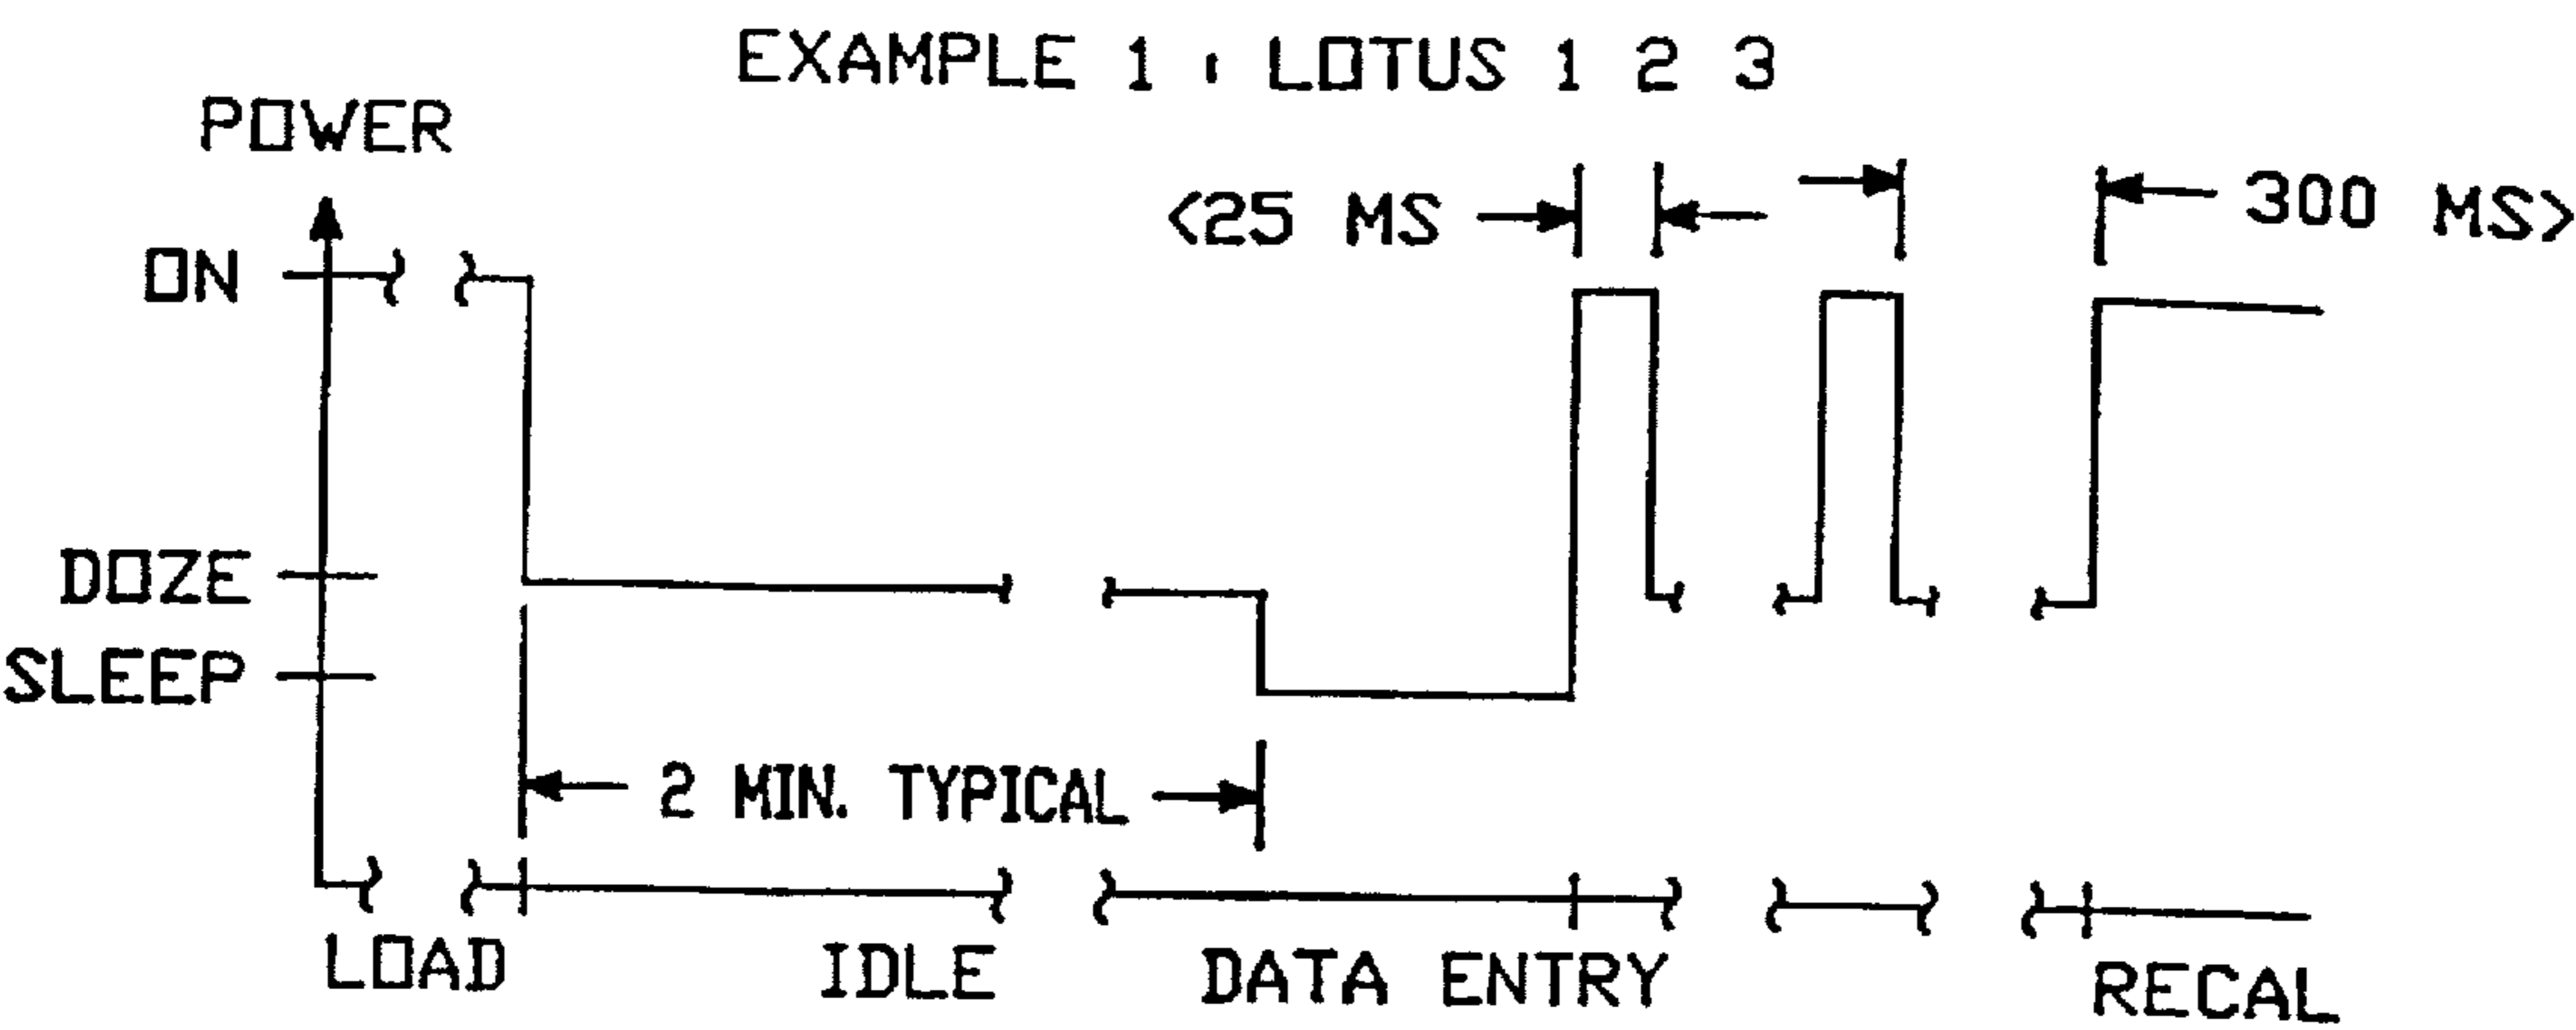 EXAMPLE 1 : LOTUS 1 2 3
POWER
<25 MS
300 MS>
ON
DOZE
SLEEP
2 MIN. TYPICAL
LOAD
IDLE
DATA ENTRY
RECAL